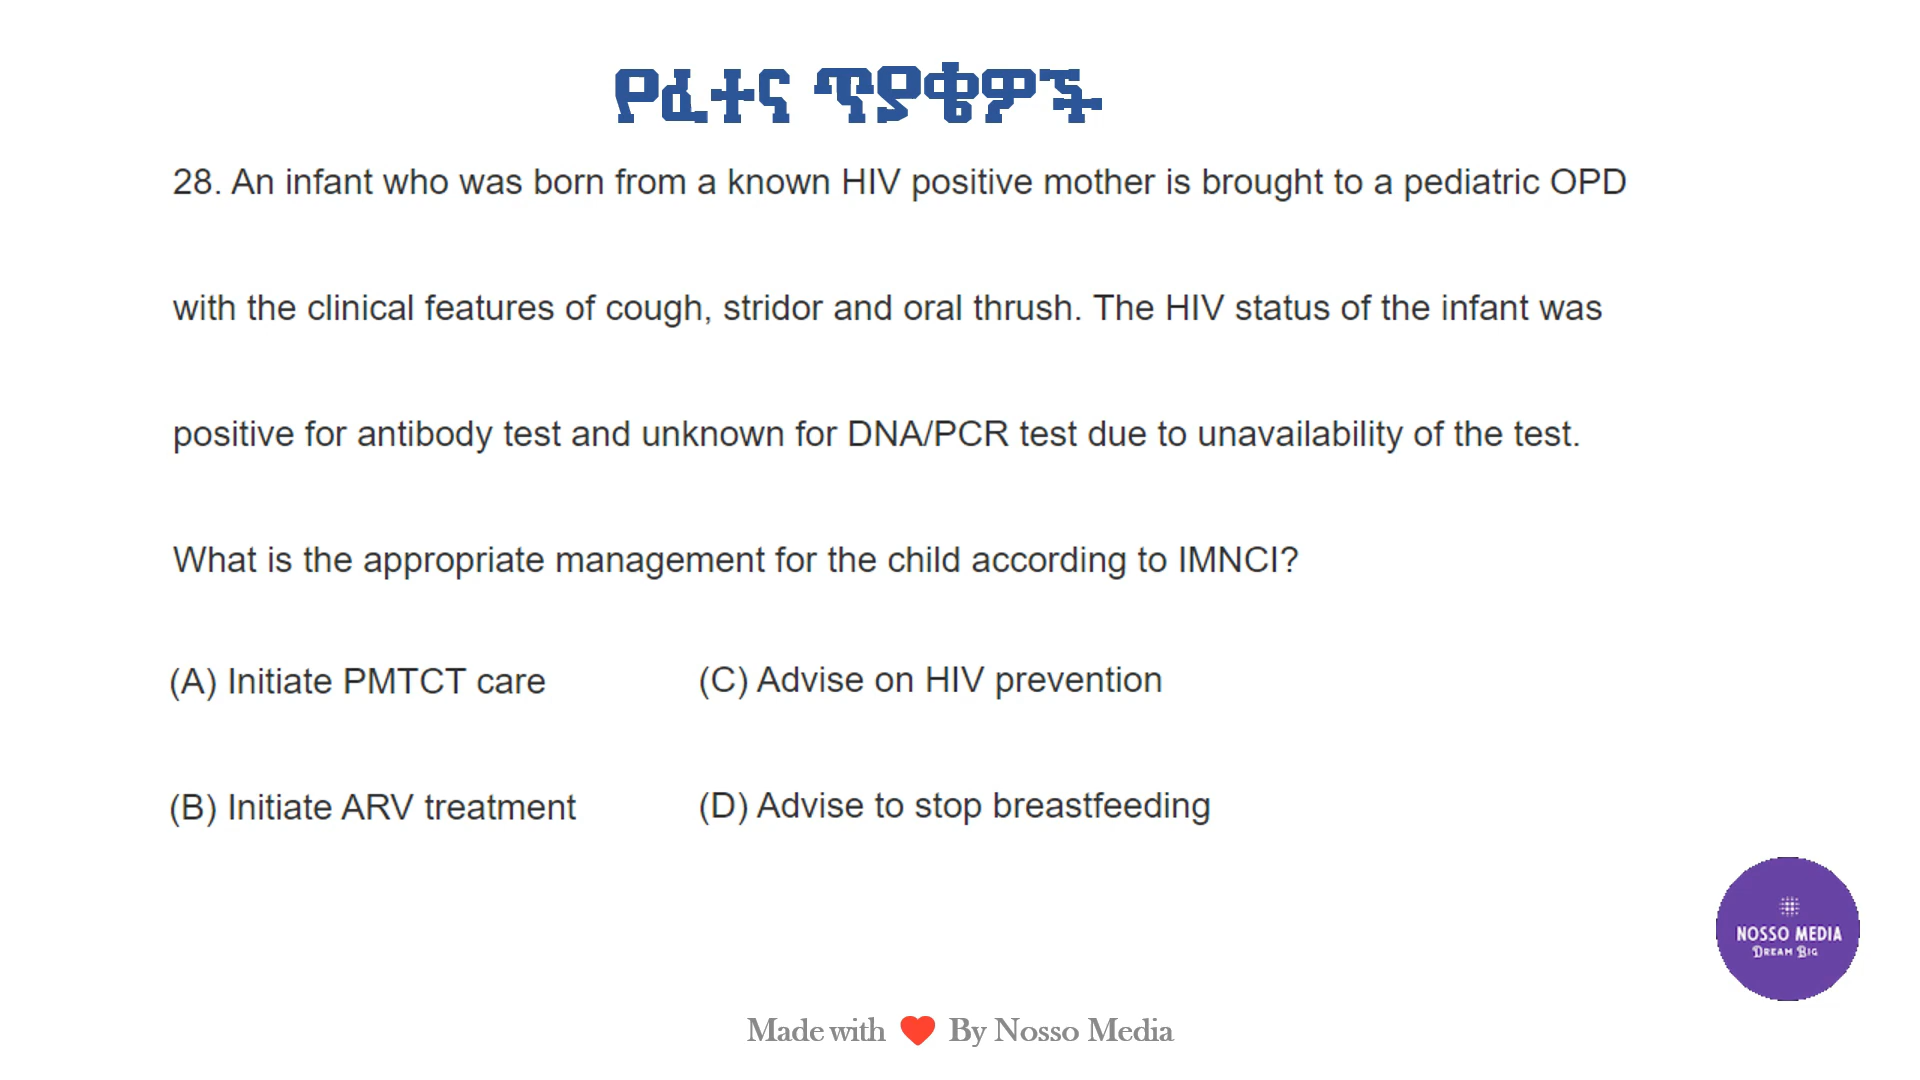 የፈተና ጥያቄዎች
28. An infant who was born from a known HIV positive mother is brought to a pediatric OPD
with the clinical features of cough, stridor and oral thrush. The HIV status of the infant was
positive for antibody test and unknown for DNA/PCR test due to unavailability of the test.
What is the appropriate management for the child according to IMNCI?
(A) Initiate PMTCT care
(C) Advise on HIV prevention
(B) Initiate ARV treatment
(D) Advise to stop breastfeeding
NOSSO MEDIA
DREAM BIG
Made with ❤ By Nosso Media